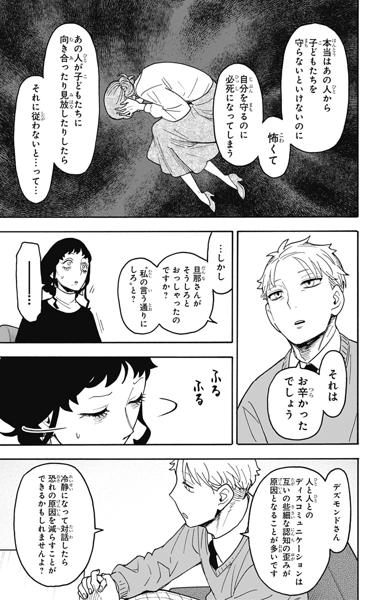 本当はあの人から
子どもたちを
守らないといけないのに
怖くて
自分を守るのに
必死になってしまう
あの人が子どもたちに
向き合ったり見放したりしたら
それに従わないと…って…
それは
お辛かった
でしょう
…しかし
旦那さんが
そうしろと
おっしゃったの
ですか？
“私の言う通りに
しろ”と？
………
ふる
ふる
デズモンドさん
人と人との
ディスコミュニケーションは
互いの些細な認知の歪みが
原因となることが多いです
冷静になって対話したら
恐れの原因を減らすことが
できるかもしれませんよ？